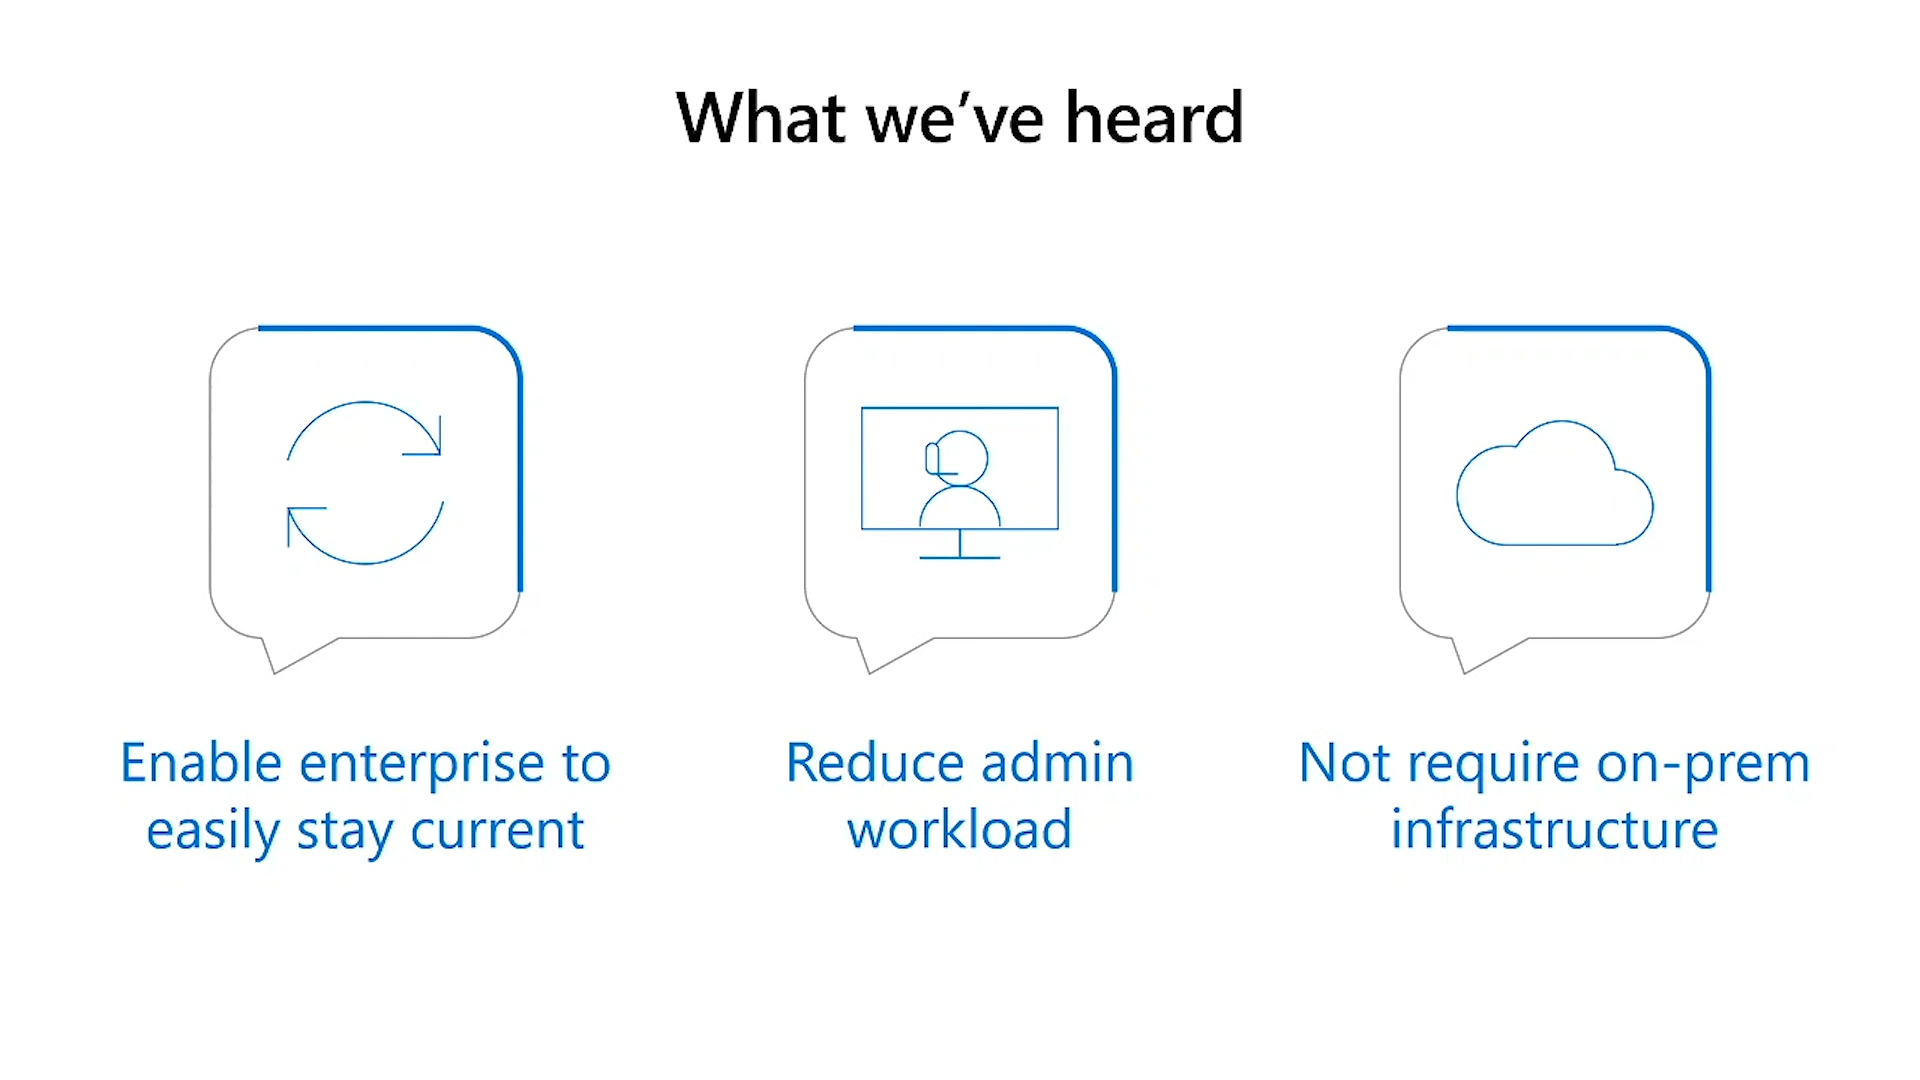 What we’ve heard
Enable enterprise to
easily stay current
Reduce admin
workload
Not require on-prem
infrastructure